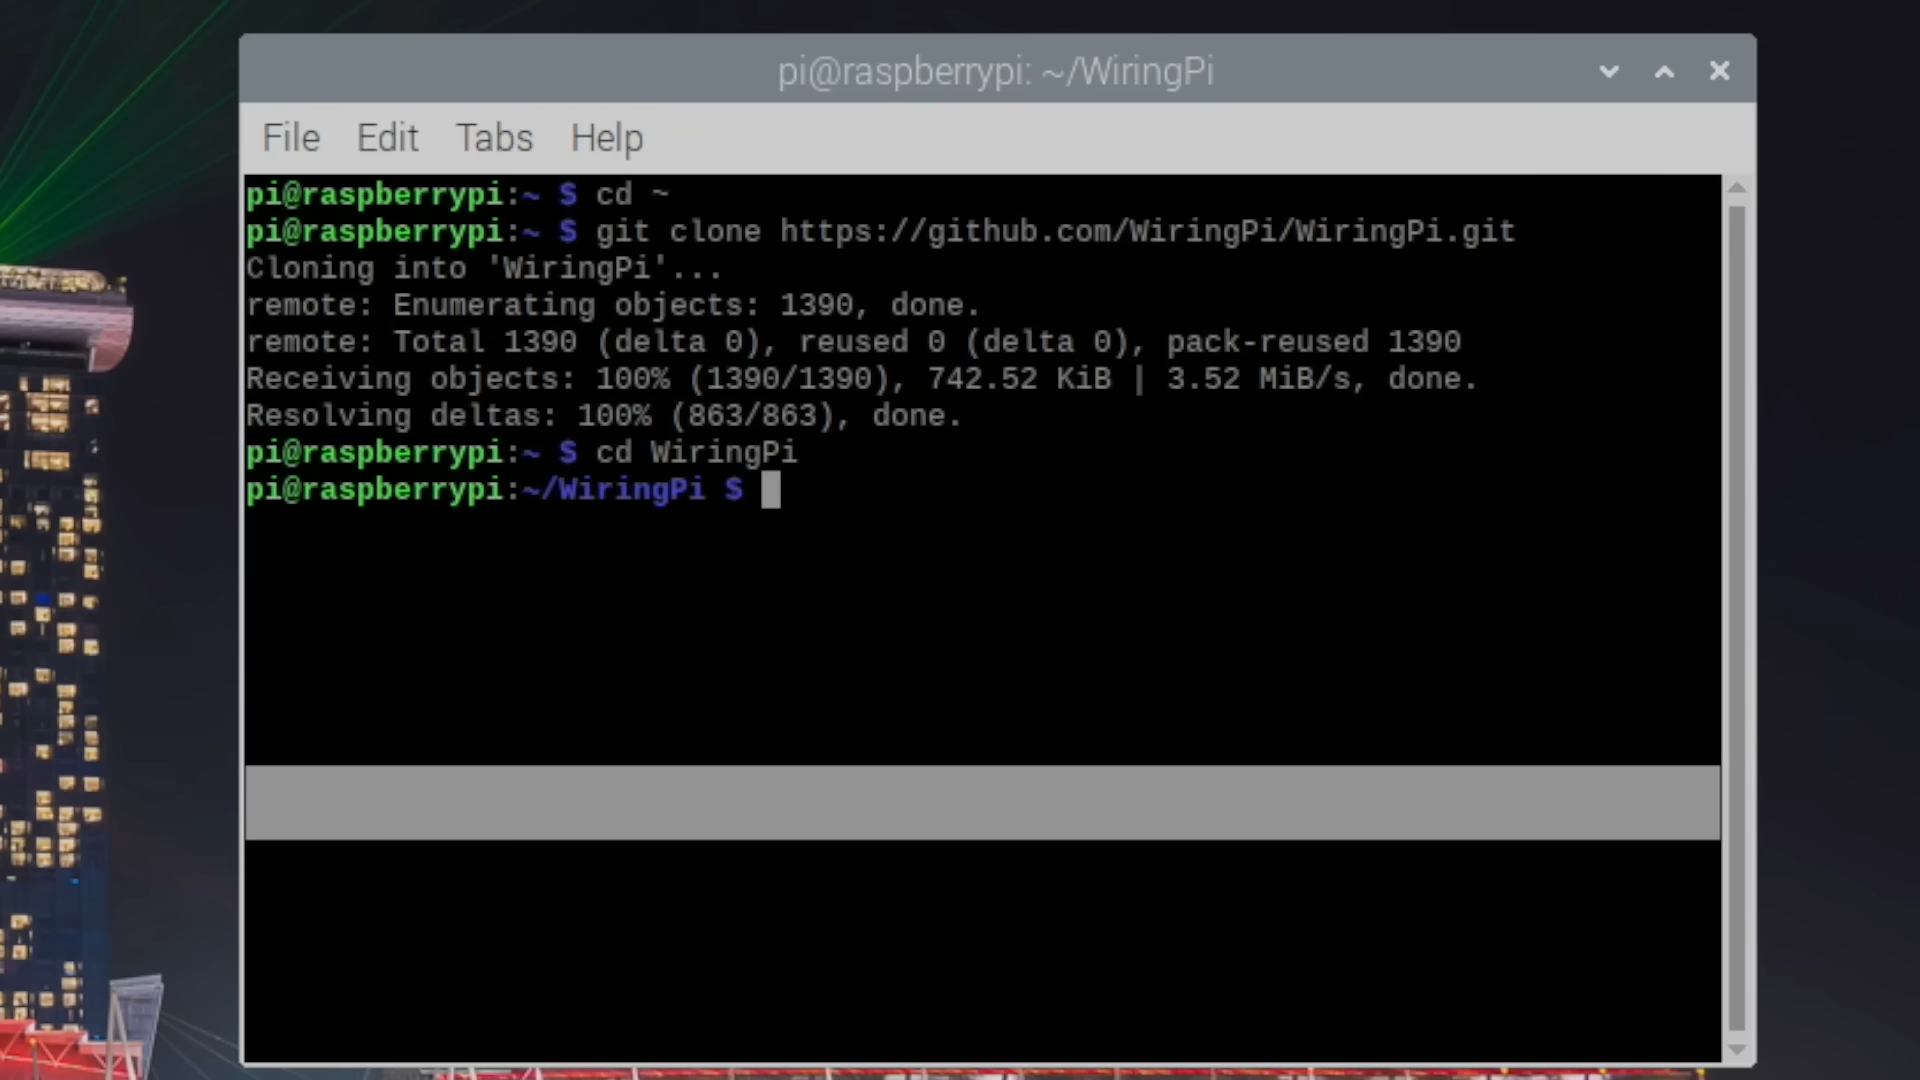 pi@raspberrypi: ~/WiringPi
File Edit Tabs Help
pi@raspberrypi:~ $ cd ~
pi@raspberrypi:~ $ git clone https://github.com/WiringPi/WiringPi.git
Cloning into 'WiringPi'...
remote: Enumerating objects: 1390, done.
remote: Total 1390 (delta 0), reused 0 (delta 0), pack-reused 1390
Receiving objects: 100% (1390/1390), 742.52 KiB | 3.52 MiB/s, done.
Resolving deltas: 100% (863/863), done.
pi@raspberrypi:~ $ cd WiringPi
pi@raspberrypi:~/WiringPi $